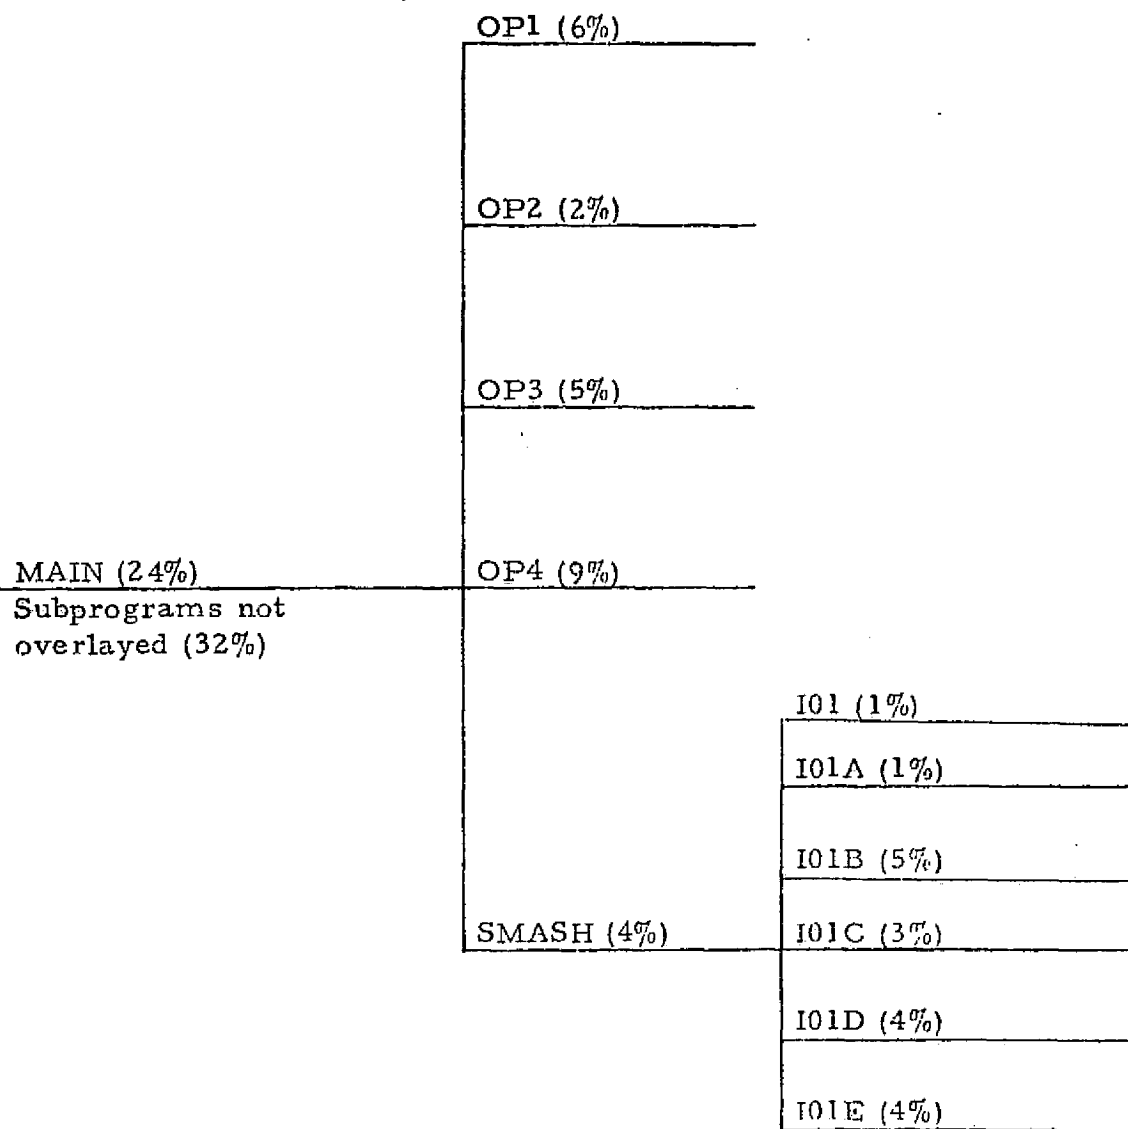 OP1 (6%)
OP2 (2%)
OP3 (5%)
MAIN (24%)
Subprograms not
overlayed (32%)
OP4 (9%)
SMASH (4%)
I01 (1%)
I01A (1%)
I01B (5%)
I01C (3%)
I01D (4%)
I01E (4%)